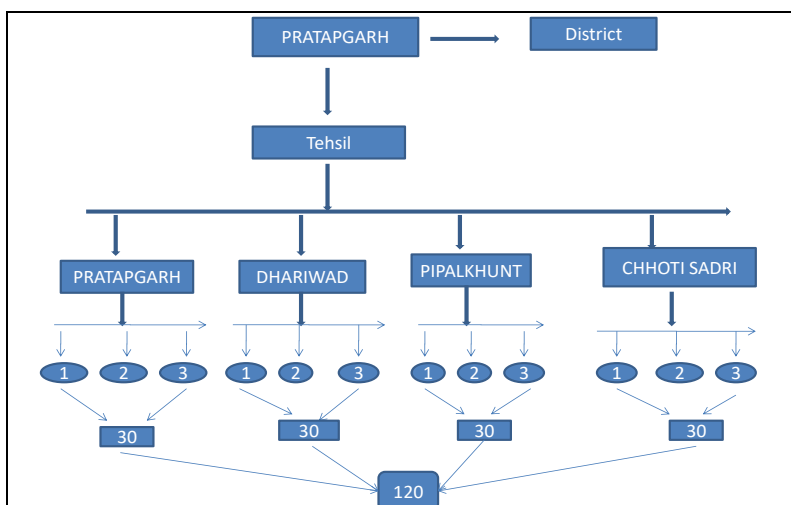 PRATAPGARH
District
Tehsil
PRATAPGARH
DHARIWAD
PIPALKHUNT
CHHOTI SADRI
1 2 3 1 2 3 1 2 3 1 2 3
30 30 30 30
120